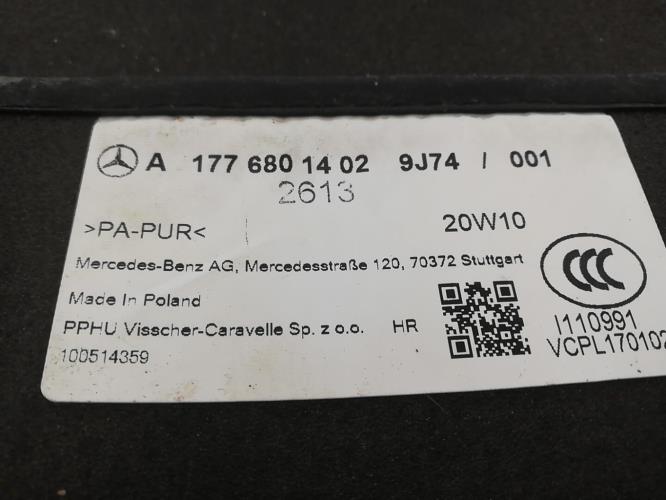 A 177 680 14 02 9J74 / 001
2613
>PA-PUR< 20W10
Mercedes-Benz AG, Mercedesstraße 120, 70372 Stuttgart
CCC
Made In Poland
PPHU Visscher-Caravelle Sp. z o.o. HR
I110991
100514359
VCPL170102